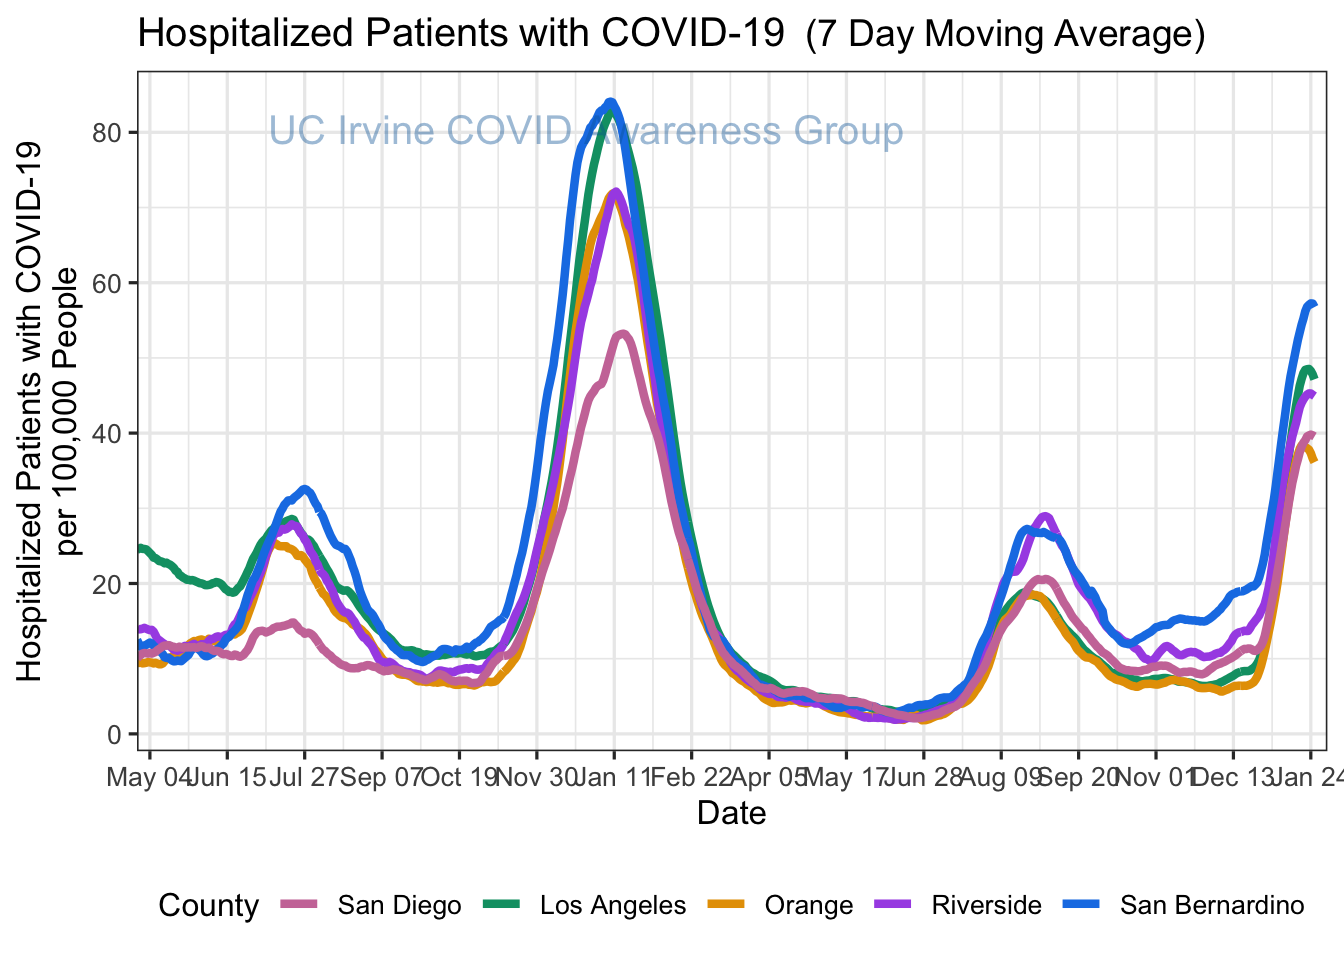 Hospitalized Patients with COVID-19 (7 Day Moving Average)
Hospitalized Patients with COVID-19
per 100,000 People
UC Irvine COVID Awareness Group
80
60
40
20
0
May 04 Jun 15 Jul 27 Sep 07 Oct 19 Nov 30 Jan 11 Feb 22 Apr 05 May 17 Jun 28 Aug 09 Sep 20 Nov 01 Dec 13 Jan 24
Date
County San Diego Los Angeles Orange Riverside San Bernardino